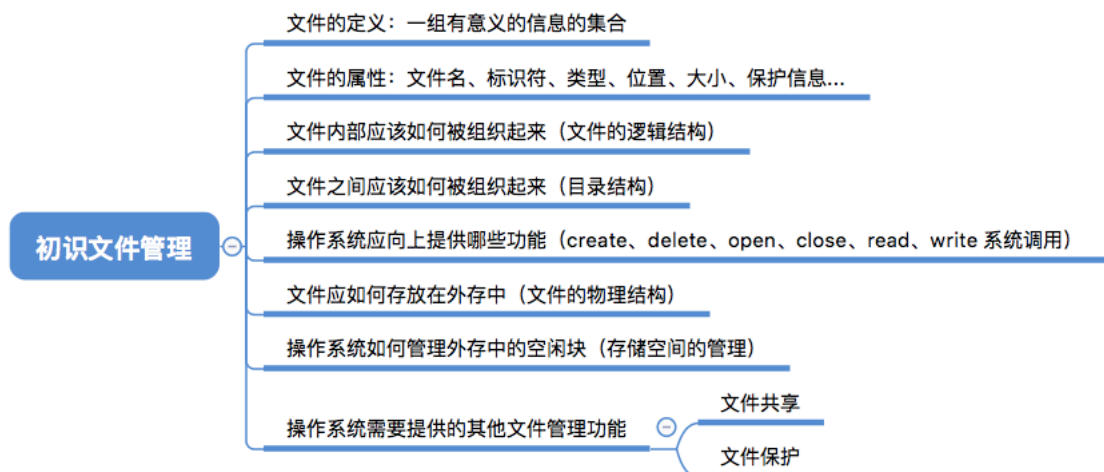 文件的定义：一组有意义的信息的集合
文件的属性：文件名、标识符、类型、位置、大小、保护信息...
文件内部应该如何被组织起来（文件的逻辑结构）
文件之间应该如何被组织起来（目录结构）
初识文件管理
操作系统应向上提供哪些功能（create、delete、open、close、read、write 系统调用）
文件应如何存放在外存中（文件的物理结构）
操作系统如何管理外存中的空闲块（存储空间的管理）
操作系统需要提供的其他文件管理功能
文件共享
文件保护